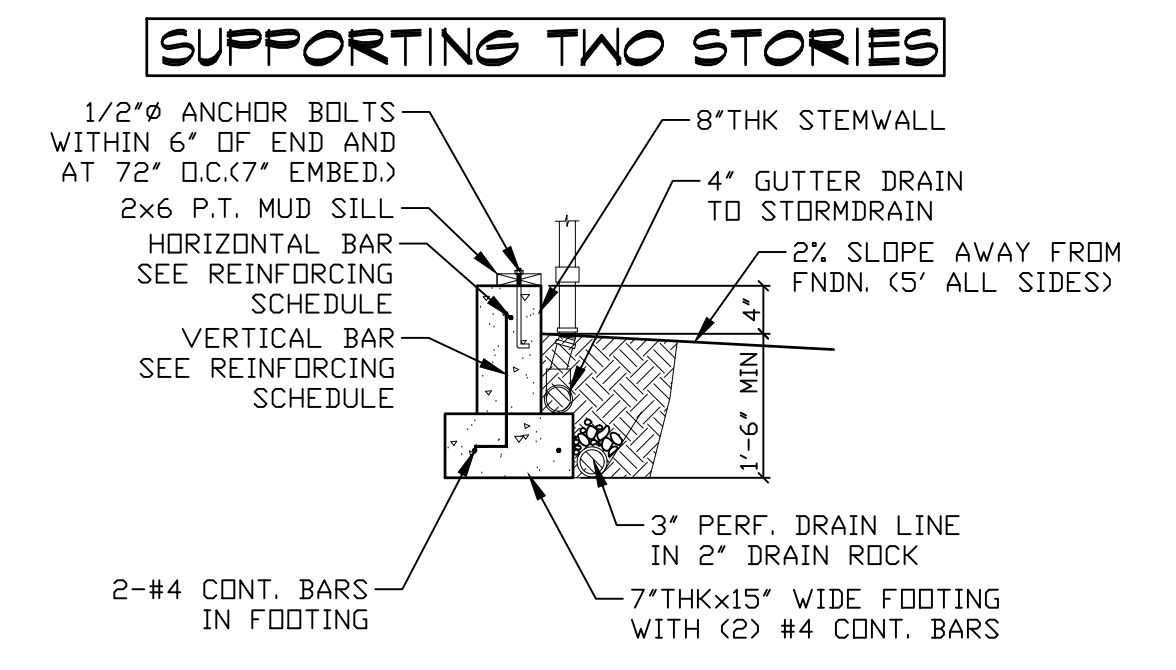 SUPPORTING TWO STORIES
1/2"Ø ANCHOR BOLTS
WITHIN 6" OF END AND
AT 72" O.C.(7" EMBED.)
2x6 P.T. MUD SILL
HORIZONTAL BAR
SEE REINFORCING
SCHEDULE
VERTICAL BAR
SEE REINFORCING
SCHEDULE
2-#4 CONT. BARS
IN FOOTING
8"THK STEMWALL
4" GUTTER DRAIN
TO STORMDRAIN
2% SLOPE AWAY FROM
FNDN. (5' ALL SIDES)
4"
1'-6" MIN
3" PERF. DRAIN LINE
IN 2" DRAIN ROCK
7"THKx15" WIDE FOOTING
WITH (2) #4 CONT. BARS